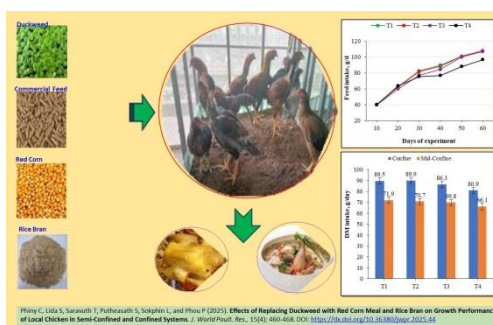 Duckweed
Commercial Feed
Red Corn
Rice Bran
T1 T2 T3 T4
Feed intake, g/d
120
100
80
60
40
20
0
10 20 30 40 50 60
Days of experiment
Confine Mid-Confine
DM intake, g/day
100
90
80
70
60
50
40
30
20
10
0
89.8 89.9 86.3 80.9
71.9 70.7 69.8 66.1
T1 T2 T3 T4
Phiny C, Lida S, Saravuth T, Putheasath S, Sokphin L, and Phou P (2025). Effects of Replacing Duckweed with Red Corn Meal and Rice Bran on Growth Performance
of Local Chicken in Semi-Confined and Confined Systems. J. World Poult. Res., 15(4): 460-468. DOI: https://dx.doi.org/10.36380/jwpr.2025.44